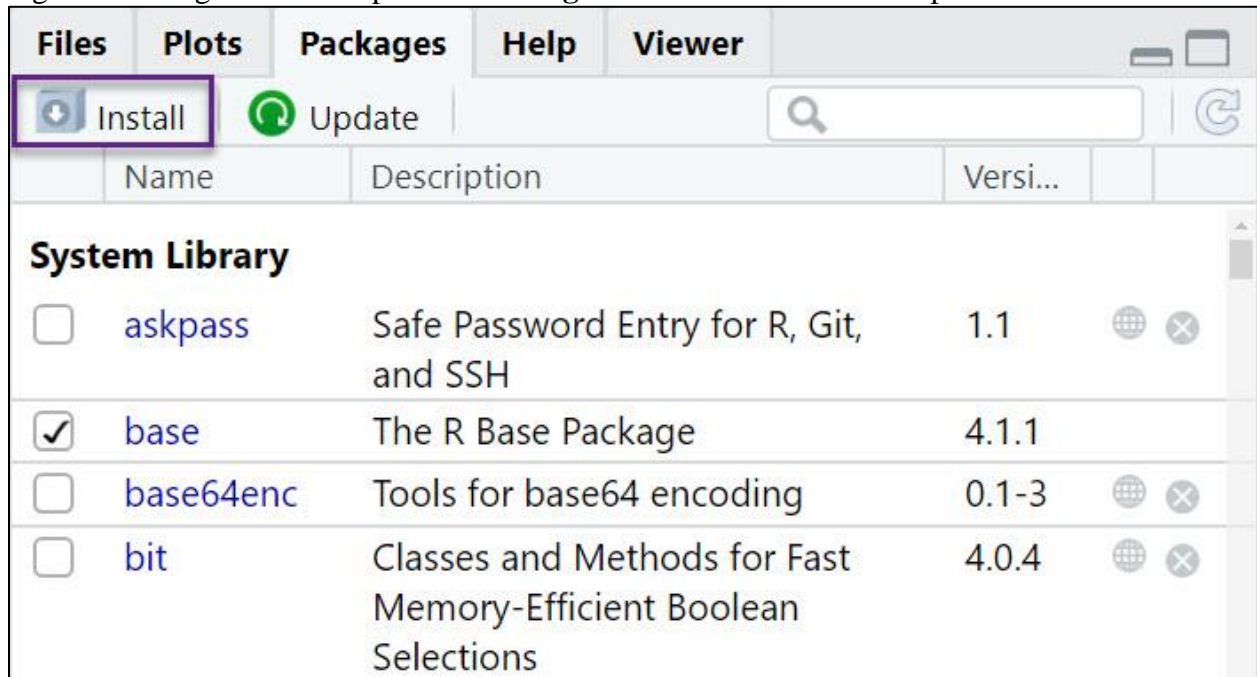 Files Plots Packages Help Viewer
Install Update
Name Description Versi...
System Library
askpass Safe Password Entry for R, Git, 1.1
and SSH
base The R Base Package 4.1.1
base64enc Tools for base64 encoding 0.1-3
bit Classes and Methods for Fast 4.0.4
Memory-Efficient Boolean
Selections